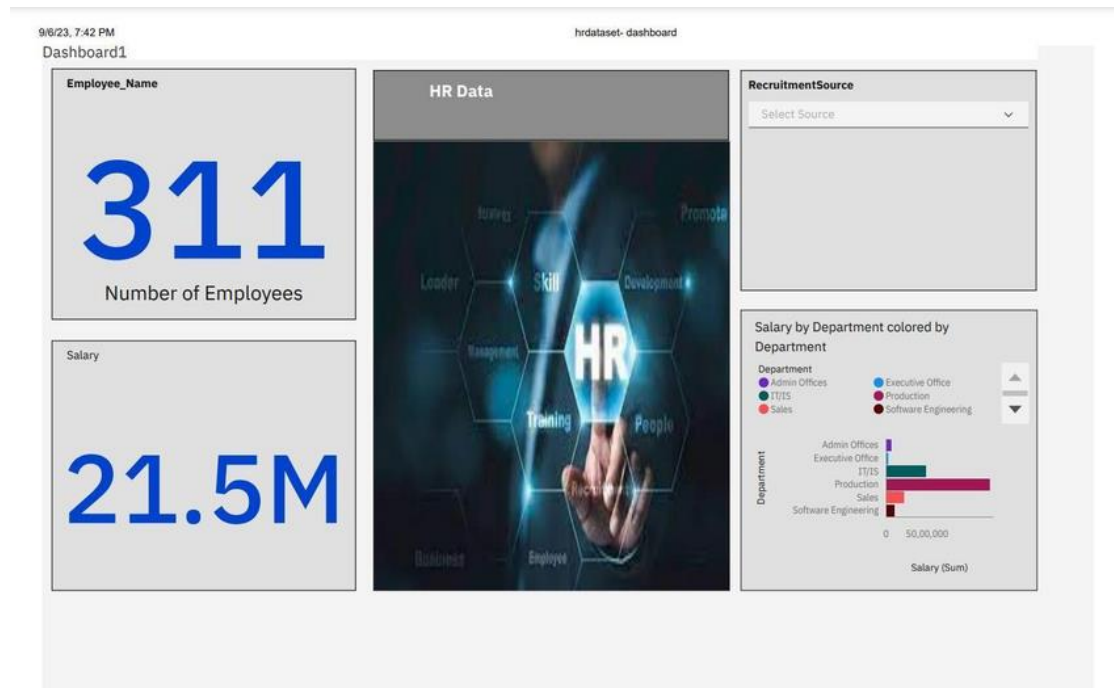 9/6/23, 7:42 PM
hrdataset- dashboard
Dashboard1
Employee_Name
311
Number of Employees
Salary
21.5M
HR Data
Strategy
Promote
Leader
Skill
Development
Management
HR
Training
People
Business
Employee
RecruitmentSource
Select Source
Salary by Department colored by
Department
Department
Admin Offices
Executive Office
IT/IS
Production
Sales
Software Engineering
Department
Admin Offices
Executive Office
IT/IS
Production
Sales
Software Engineering
0 50,00,000
Salary (Sum)